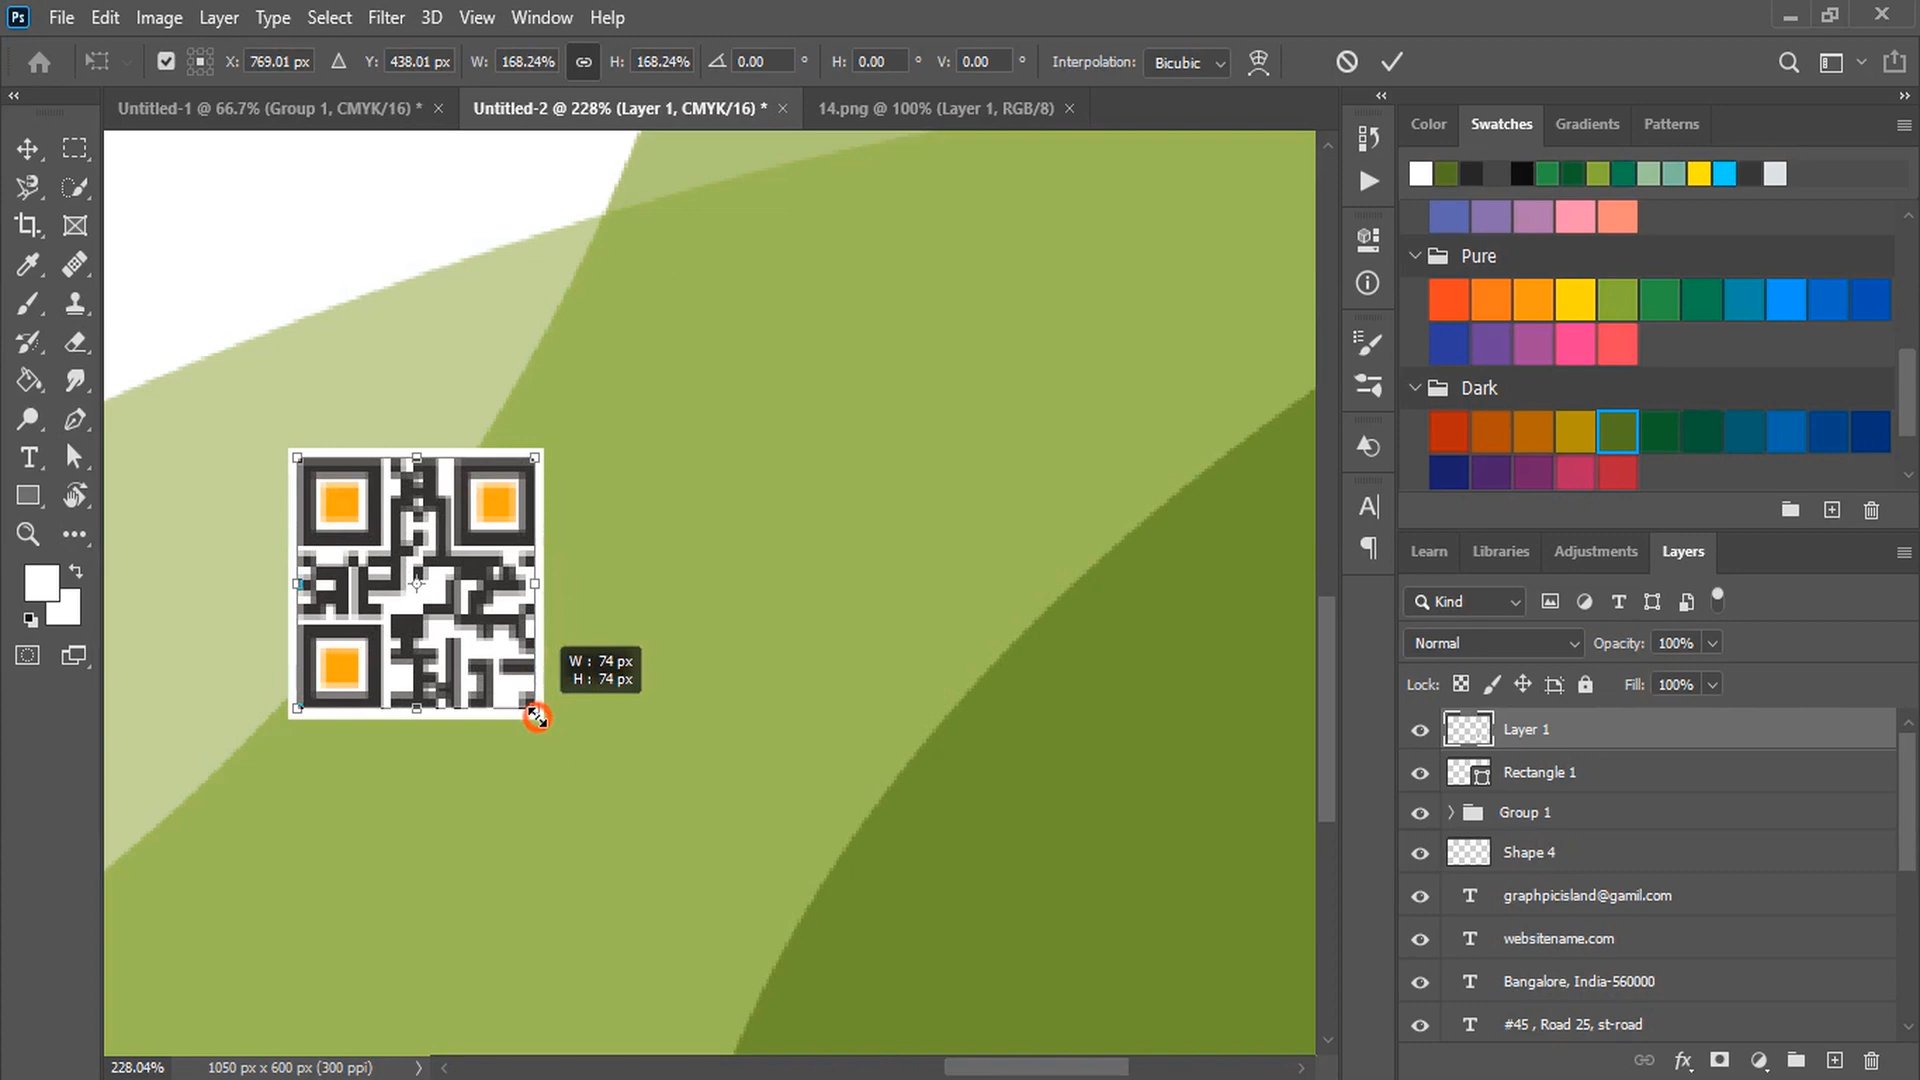 Ps File Edit Image Layer Type Select Filter 3D View Window Help
X: 769.01 px Y: 438.01 px W: 168.24% H: 168.24% 0.00 ° H: 0.00 ° V: 0.00 ° Interpolation: Bicubic
Untitled-1 @ 66.7% (Group 1, CMYK/16) * Untitled-2 @ 228% (Layer 1, CMYK/16) * 14.png @ 100% (Layer 1, RGB/8)
Color Swatches Gradients Patterns
Pure
Dark
W : 74 px
H : 74 px
Learn Libraries Adjustments Layers
Kind
Normal Opacity: 100%
Lock: Fill: 100%
Layer 1
Rectangle 1
Group 1
Shape 4
graphpicisland@gamil.com
websitename.com
Bangalore, India-560000
#45 , Road 25, st-road
228.04% 1050 px x 600 px (300 ppi)
fx